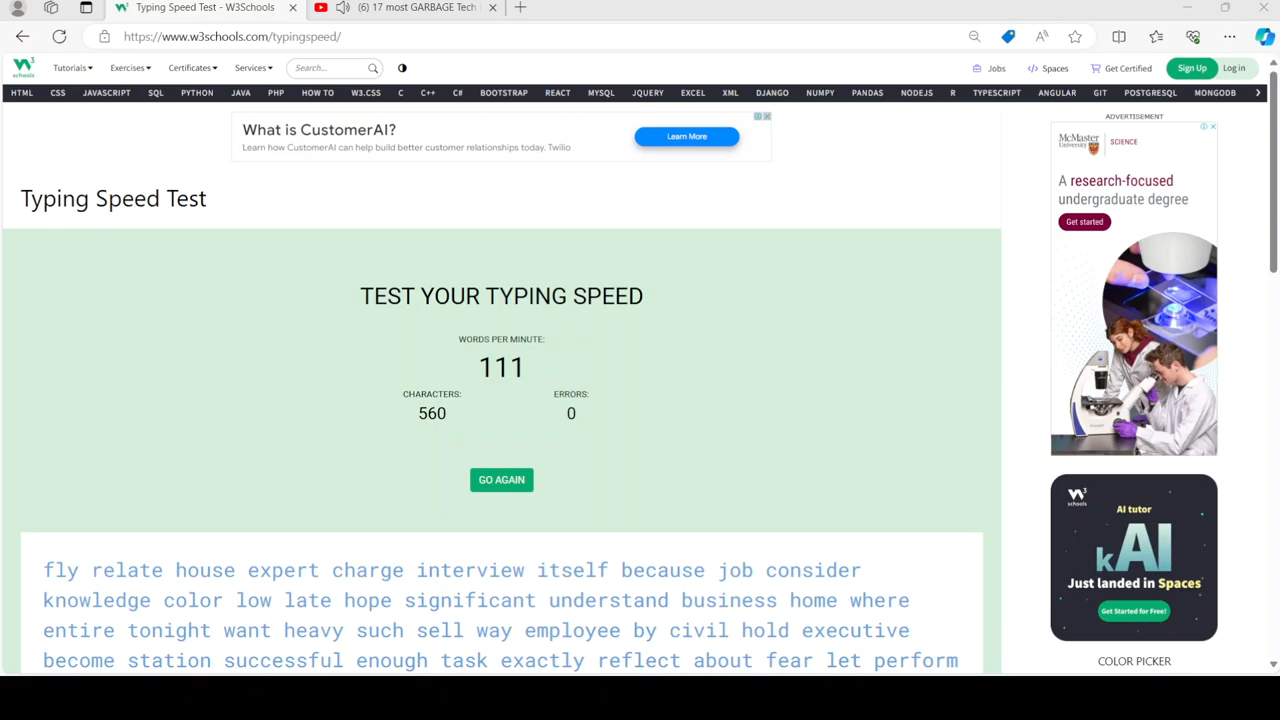 Typing Speed Test - W3Schools
(6) 17 most GARBAGE Tech
https://www.w3schools.com/typingspeed/
W3 schools
Tutorials
Exercises
Certificates
Services
Search...
Jobs
Spaces
Get Certified
Sign Up
Log in
HTML CSS JAVASCRIPT SQL PYTHON JAVA PHP HOW TO W3.CSS C C++ C# BOOTSTRAP REACT MYSQL JQUERY EXCEL XML DJANGO NUMPY PANDAS NODEJS R TYPESCRIPT ANGULAR GIT POSTGRESQL MONGODB
What is CustomerAI?
Learn how CustomerAI can help build better customer relationships today. Twilio
Learn More
Typing Speed Test
TEST YOUR TYPING SPEED
WORDS PER MINUTE:
111
CHARACTERS: ERRORS:
560 0
GO AGAIN
fly relate house expert charge interview itself because job consider
knowledge color low late hope significant understand business home where
entire tonight want heavy such sell way employee by civil hold executive
become station successful enough task exactly reflect about fear let perform
ADVERTISEMENT
McMaster
University
SCIENCE
A research-focused
undergraduate degree
Get started
W3 schools
AI tutor
kAI
Just landed in Spaces
Get Started for Free!
COLOR PICKER